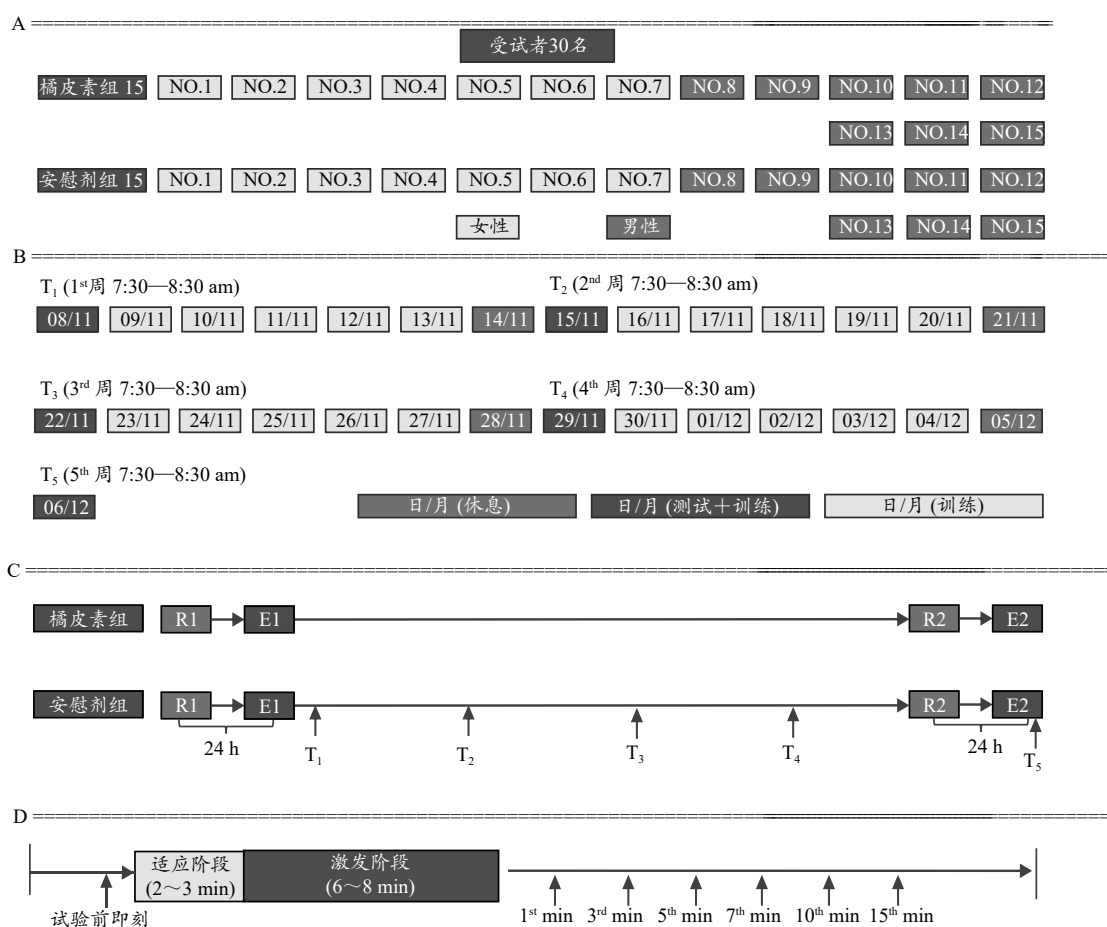 A
受试者30名
橘皮素组 15 NO.1 NO.2 NO.3 NO.4 NO.5 NO.6 NO.7 NO.8 NO.9 NO.10 NO.11 NO.12
NO.13 NO.14 NO.15
安慰剂组 15 NO.1 NO.2 NO.3 NO.4 NO.5 NO.6 NO.7 NO.8 NO.9 NO.10 NO.11 NO.12
女性 男性 NO.13 NO.14 NO.15
B
T₁ (1ˢᵗ周 7:30—8:30 am) T₂ (2ⁿᵈ 周 7:30—8:30 am)
08/11 09/11 10/11 11/11 12/11 13/11 14/11 15/11 16/11 17/11 18/11 19/11 20/11 21/11
T₃ (3ʳᵈ 周 7:30—8:30 am) T₄ (4ᵗʰ 周 7:30—8:30 am)
22/11 23/11 24/11 25/11 26/11 27/11 28/11 29/11 30/11 01/12 02/12 03/12 04/12 05/12
T₅ (5ᵗʰ 周 7:30—8:30 am)
06/12 日/月 (休息) 日/月 (测试＋训练) 日/月 (训练)
C
橘皮素组 R1 E1 R2 E2
安慰剂组 R1 E1 R2 E2
24 h T₁ T₂ T₃ T₄ 24 h T₅
D
适应阶段 激发阶段
(2～3 min) (6～8 min)
试验前即刻 1ˢᵗ min 3ʳᵈ min 5ᵗʰ min 7ᵗʰ min 10ᵗʰ min 15ᵗʰ min